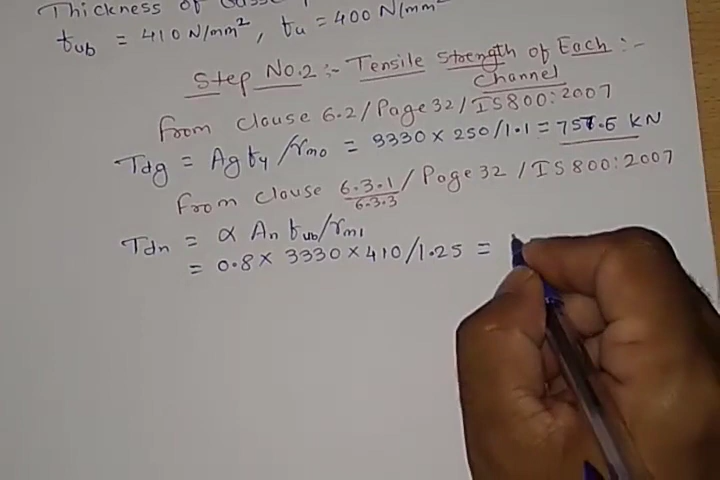 Thickness of Gusse
fub = 410 N/mm², fu = 400 N/mm²
Step No.2 :- Tensile Strength of Each :-
Channel
From Clause 6.2 / Page 32 / IS 800:2007
Tdg = Ag fy / γm0 = 3330 × 250 / 1.1 = 757.5 KN
From Clause 6.3.1 / Page 32 / IS 800:2007
6.3.3
Tdn = α An fub / γm1
= 0.8 × 3330 × 410 / 1.25 =